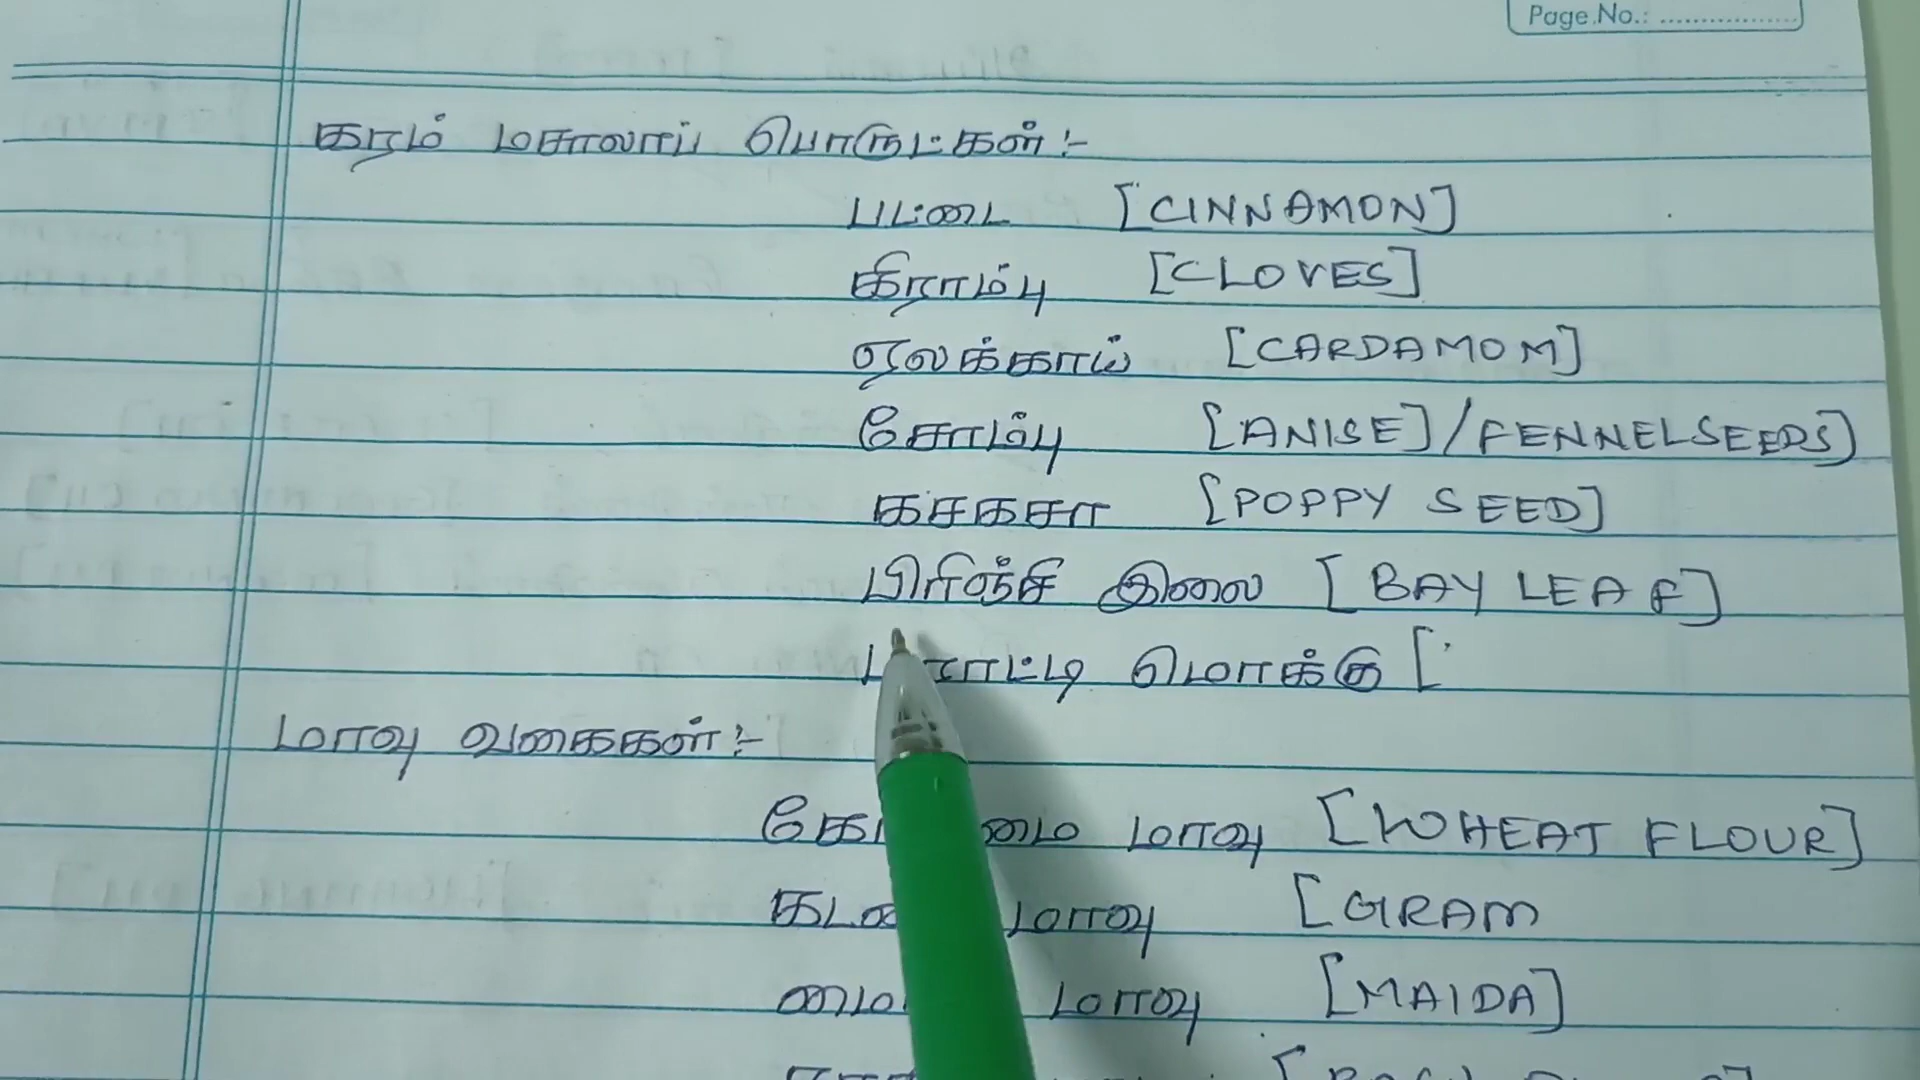 Page.No.:
கரம் மசாலாப் பொருட்கள் :-
பட்டை [CINNAMON]
கிராம்பு [CLOVES]
ஏலக்காய் [CARDAMOM]
சோம்பு [ANISE]/FENNELSEEDS)
கசகசா [POPPY SEED]
பிரிஞ்சி இலை [BAY LEAF]
மொக்கு [
மாவு வகைகள் :-
மாவு [WHEAT FLOUR]
மாவு [GRAM
மாவு [MAIDA]